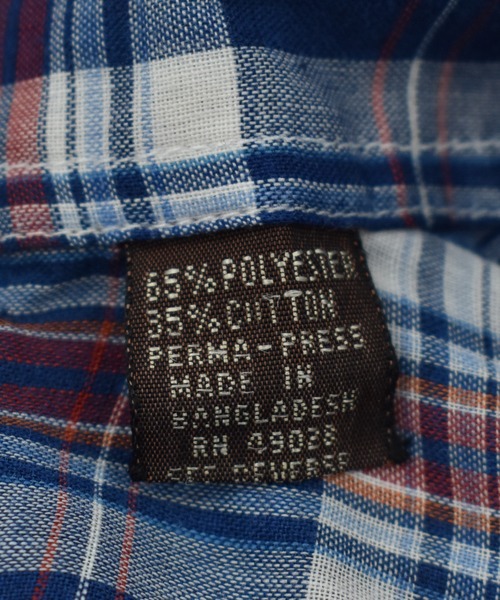 65% POLYESTER
35% COTTON
PERMA-PRESS
MADE IN
BANGLADESH
RN 49028
SEE REVERSE